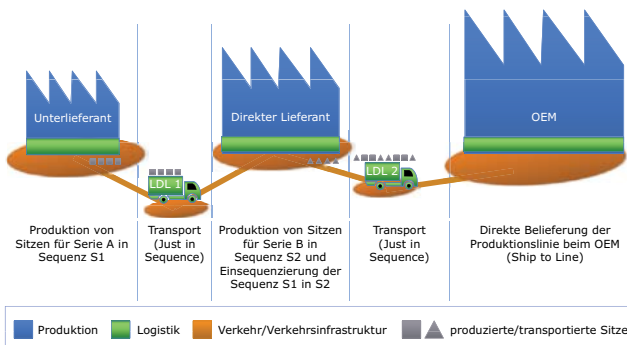 Unterlieferant
Direkter Lieferant
OEM
LDL 1
LDL 2
Produktion von
Sitzen für Serie A in
Sequenz S1
Transport
(Just in
Sequence)
Produktion von Sitzen
für Serie B in
Sequenz S2 und
Einsequenzierung der
Sequenz S1 in S2
Transport
(Just in
Sequence)
Direkte Belieferung der
Produktionslinie beim OEM
(Ship to Line)
Produktion
Logistik
Verkehr/Verkehrsinfrastruktur
produzierte/transportierte Sitze